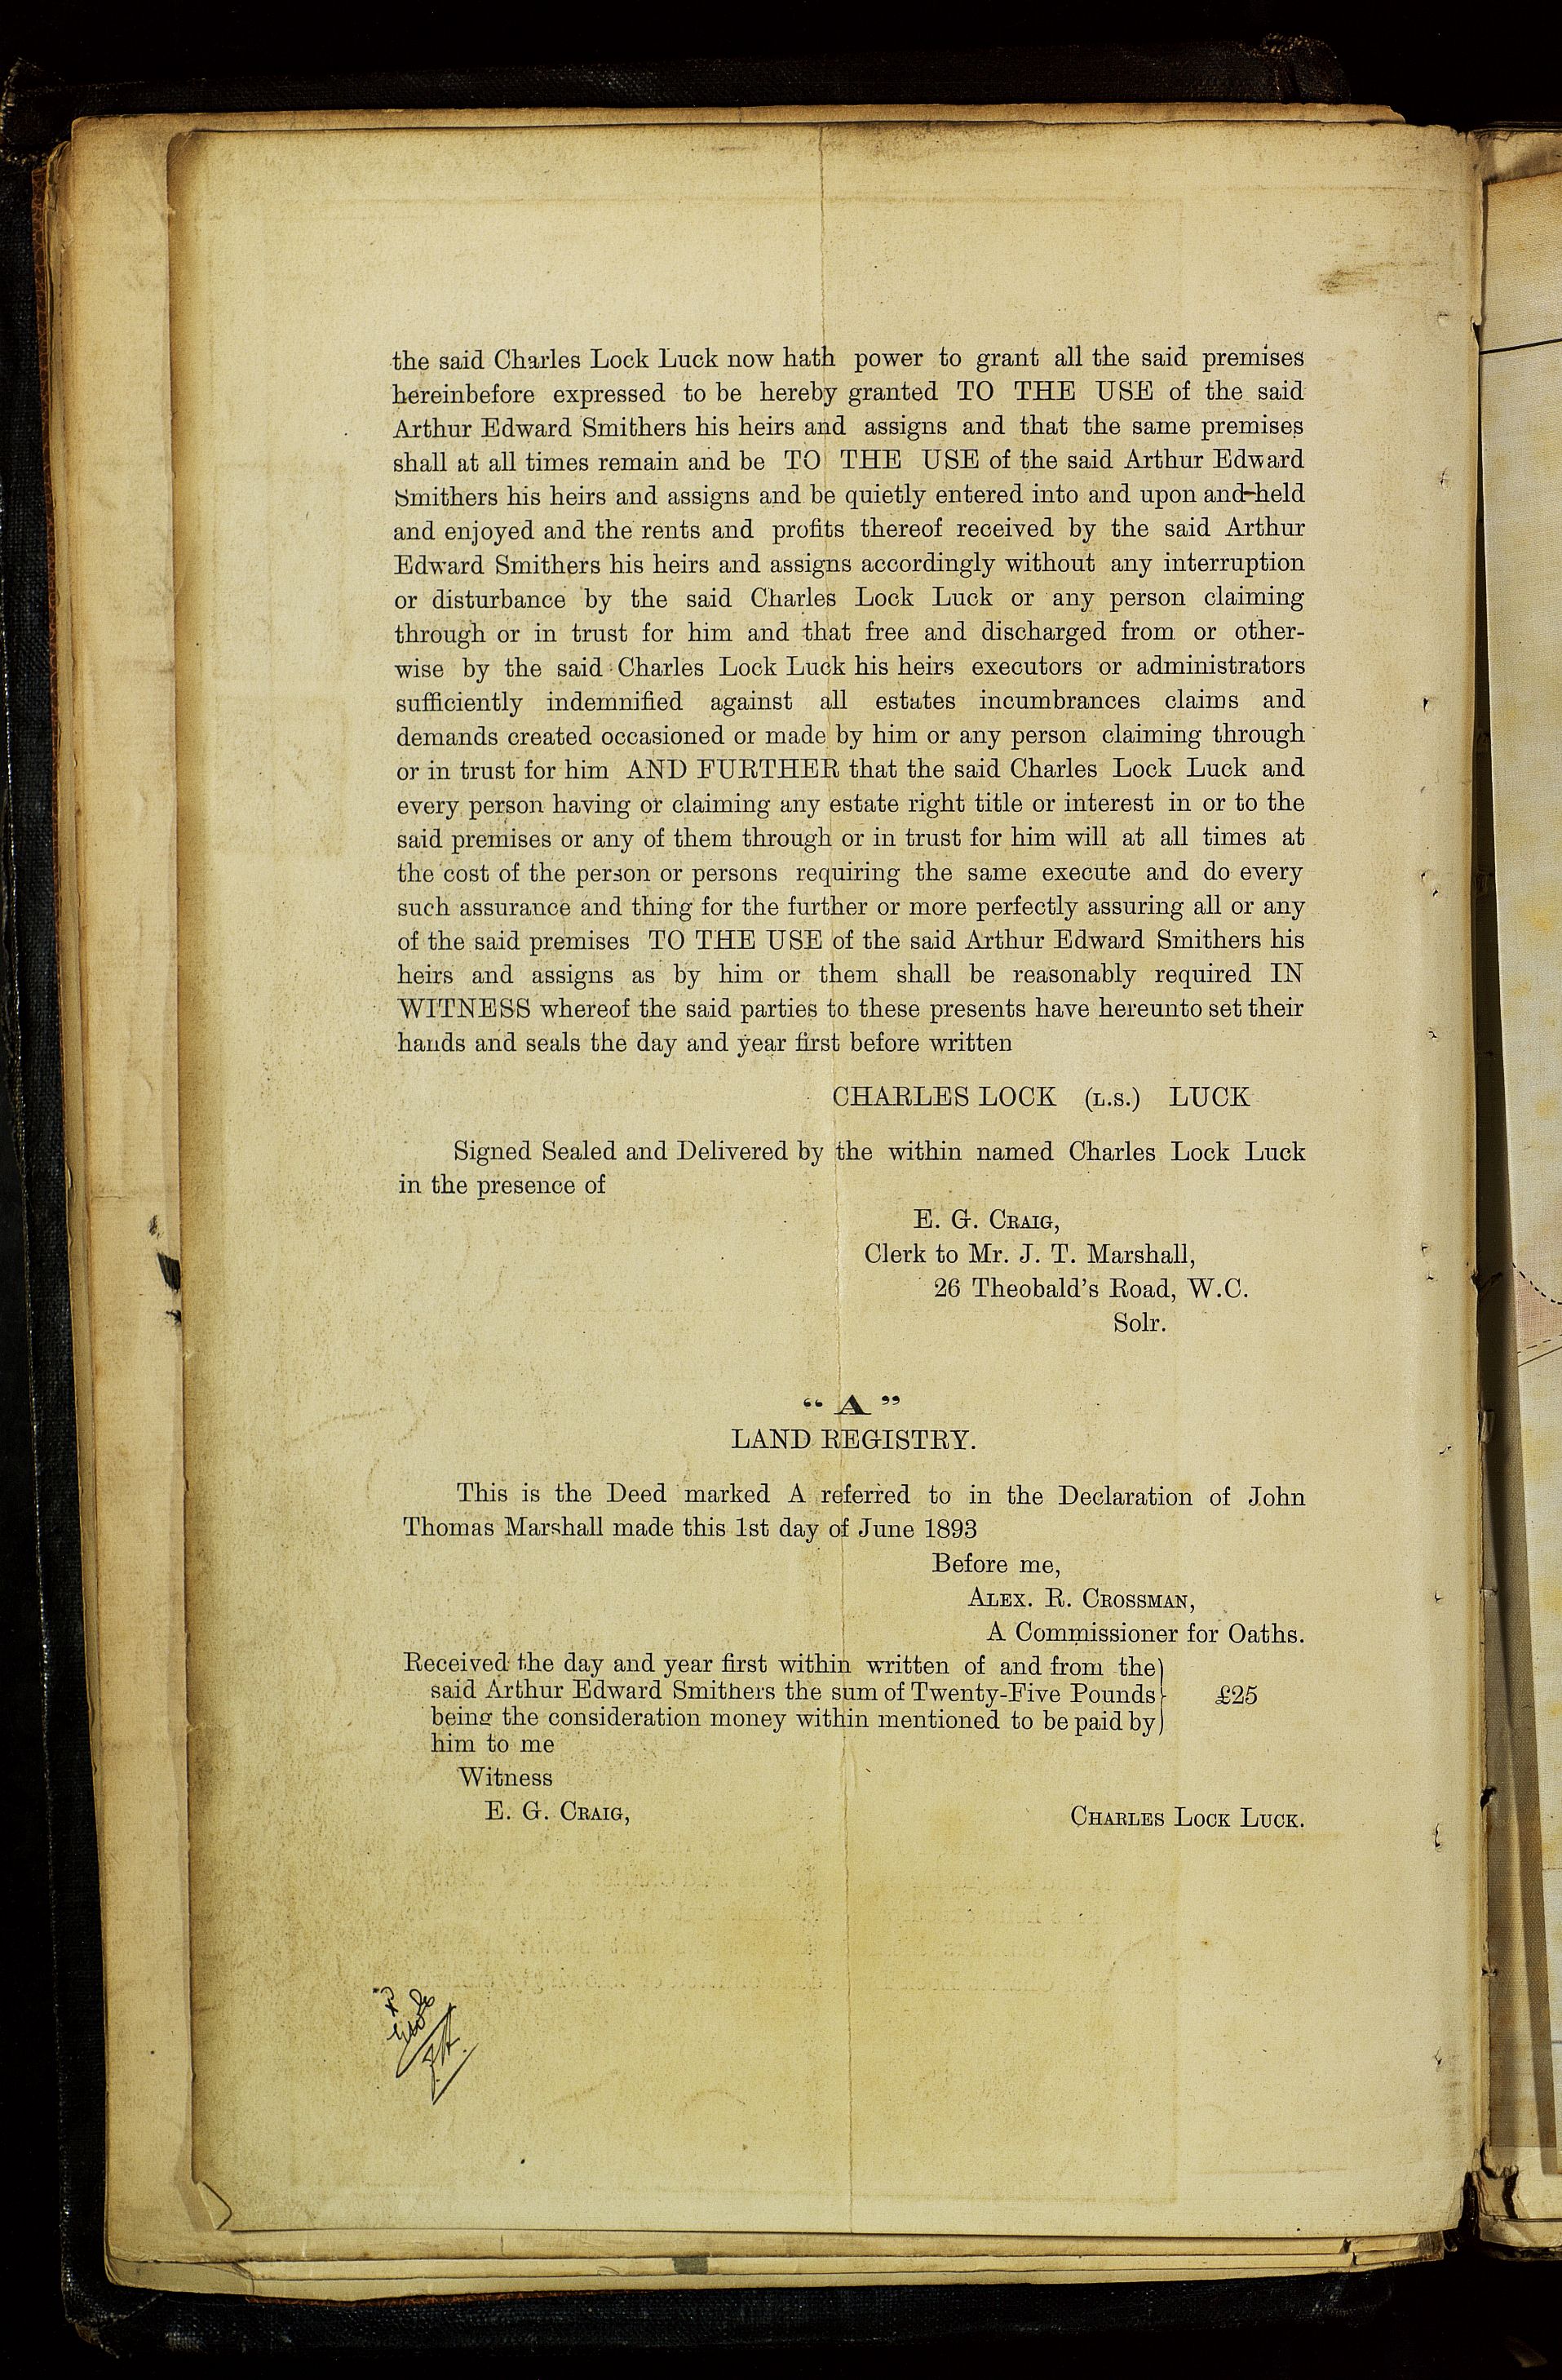 the said Charles Lock Luck now hath power to grant all the said premises
hereinbefore expressed to be hereby granted TO THE USE of the said
Arthur Edward Smithers his heirs and assigns and that the same premises
shall at all times remain and be TO THE USE of the said Arthur Edward
Smithers his heirs and assigns and be quietly entered into and upon and held
and enjoyed and the rents and profits thereof received by the said Arthur
Edward Smithers his heirs and assigns accordingly without any interruption
or disturbance by the said Charles Lock Luck or any person claiming
through or in trust for him and that free and discharged from or other-
wise by the said Charles Lock Luck his heirs executors or administrators
sufficiently indemnified against all estates incumbrances claims and
demands created occasioned or made by him or any person claiming through
or in trust for him AND FURTHER that the said Charles Lock Luck and
every person having or claiming any estate right title or interest in or to the
said premises or any of them through or in trust for him will at all times at
the cost of the person or persons requiring the same execute and do every
such assurance and thing for the further or more perfectly assuring all or any
of the said premises TO THE USE of the said Arthur Edward Smithers his
heirs and assigns as by him or them shall be reasonably required IN
WITNESS whereof the said parties to these presents have hereunto set their
hands and seals the day and year first before written
CHARLES LOCK (L.S.) LUCK
Signed Sealed and Delivered by the within named Charles Lock Luck
in the presence of
E. G. CRAIG,
Clerk to Mr. J. T. Marshall,
26 Theobald's Road, W.C.
Solr.
“ A ”
LAND REGISTRY.
This is the Deed marked A referred to in the Declaration of John
Thomas Marshall made this 1st day of June 1893
Before me,
ALEX. R. CROSSMAN,
A Commissioner for Oaths.
Received the day and year first within written of and from the
said Arthur Edward Smithers the sum of Twenty-Five Pounds £25
being the consideration money within mentioned to be paid by
him to me
Witness
E. G. CRAIG, CHARLES LOCK LUCK.